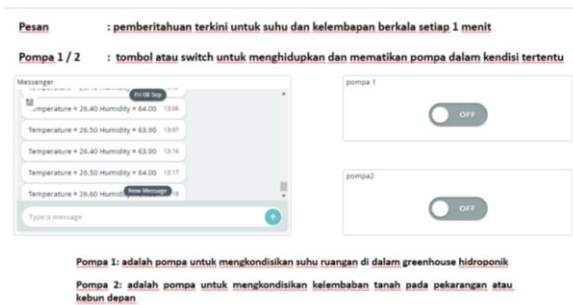 Pesan : pemberitahuan terkini untuk suhu dan kelembapan berkala setiap 1 menit
Pompa 1 / 2 : tombol atau switch untuk menghidupkan dan mematikan pompa dalam kendisi tertentu
Messenger
Fri 08 Sep
Temperature = 26.40 Humidity = 64.00 13:06
Temperature = 26.50 Humidity = 63.90 13:07
Temperature = 26.40 Humidity = 63.90 13:16
Temperature = 26.50 Humidity = 64.00 13:17
Temperature = 26.60
New Message
Type a message
pompa 1
OFF
pompa2
OFF
Pompa 1: adalah pompa untuk mengkondisikan suhu ruangan di dalam greenhouse hidroponik
Pompa 2: adalah pompa untuk mengkondisikan kelembaban tanah pada pekarangan atau
kebun depan